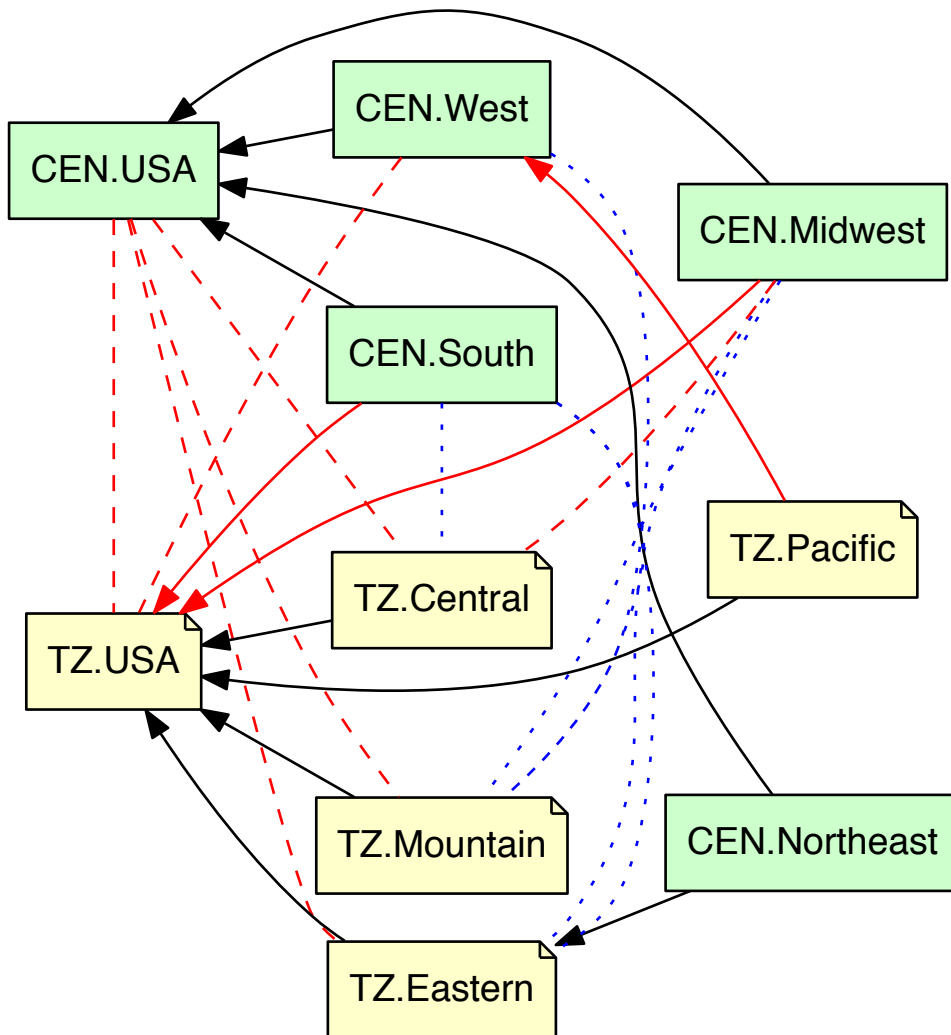 CEN.West
CEN.USA
CEN.Midwest
CEN.South
TZ.Pacific
TZ.Central
TZ.USA
TZ.Mountain
CEN.Northeast
TZ.Eastern